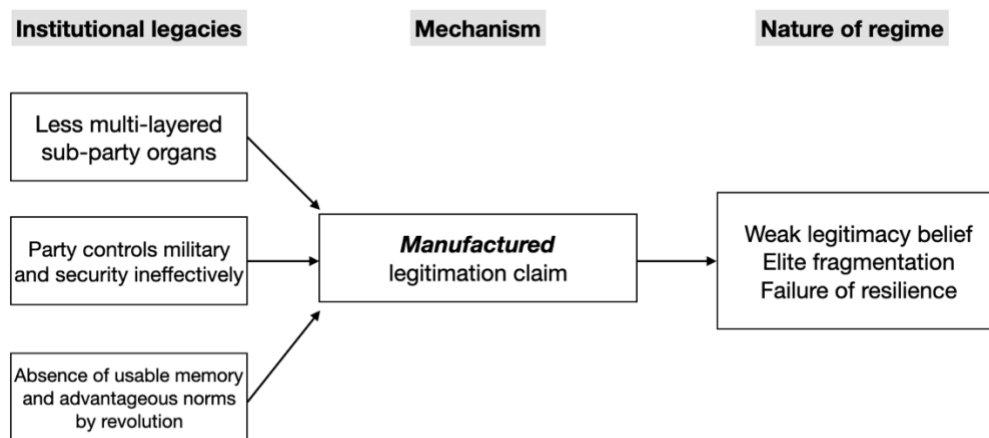 Institutional legacies
Mechanism
Nature of regime
Less multi-layered
sub-party organs
Party controls military
and security ineffectively
Absence of usable memory
and advantageous norms
by revolution
Manufactured
legitimation claim
Weak legitimacy belief
Elite fragmentation
Failure of resilience